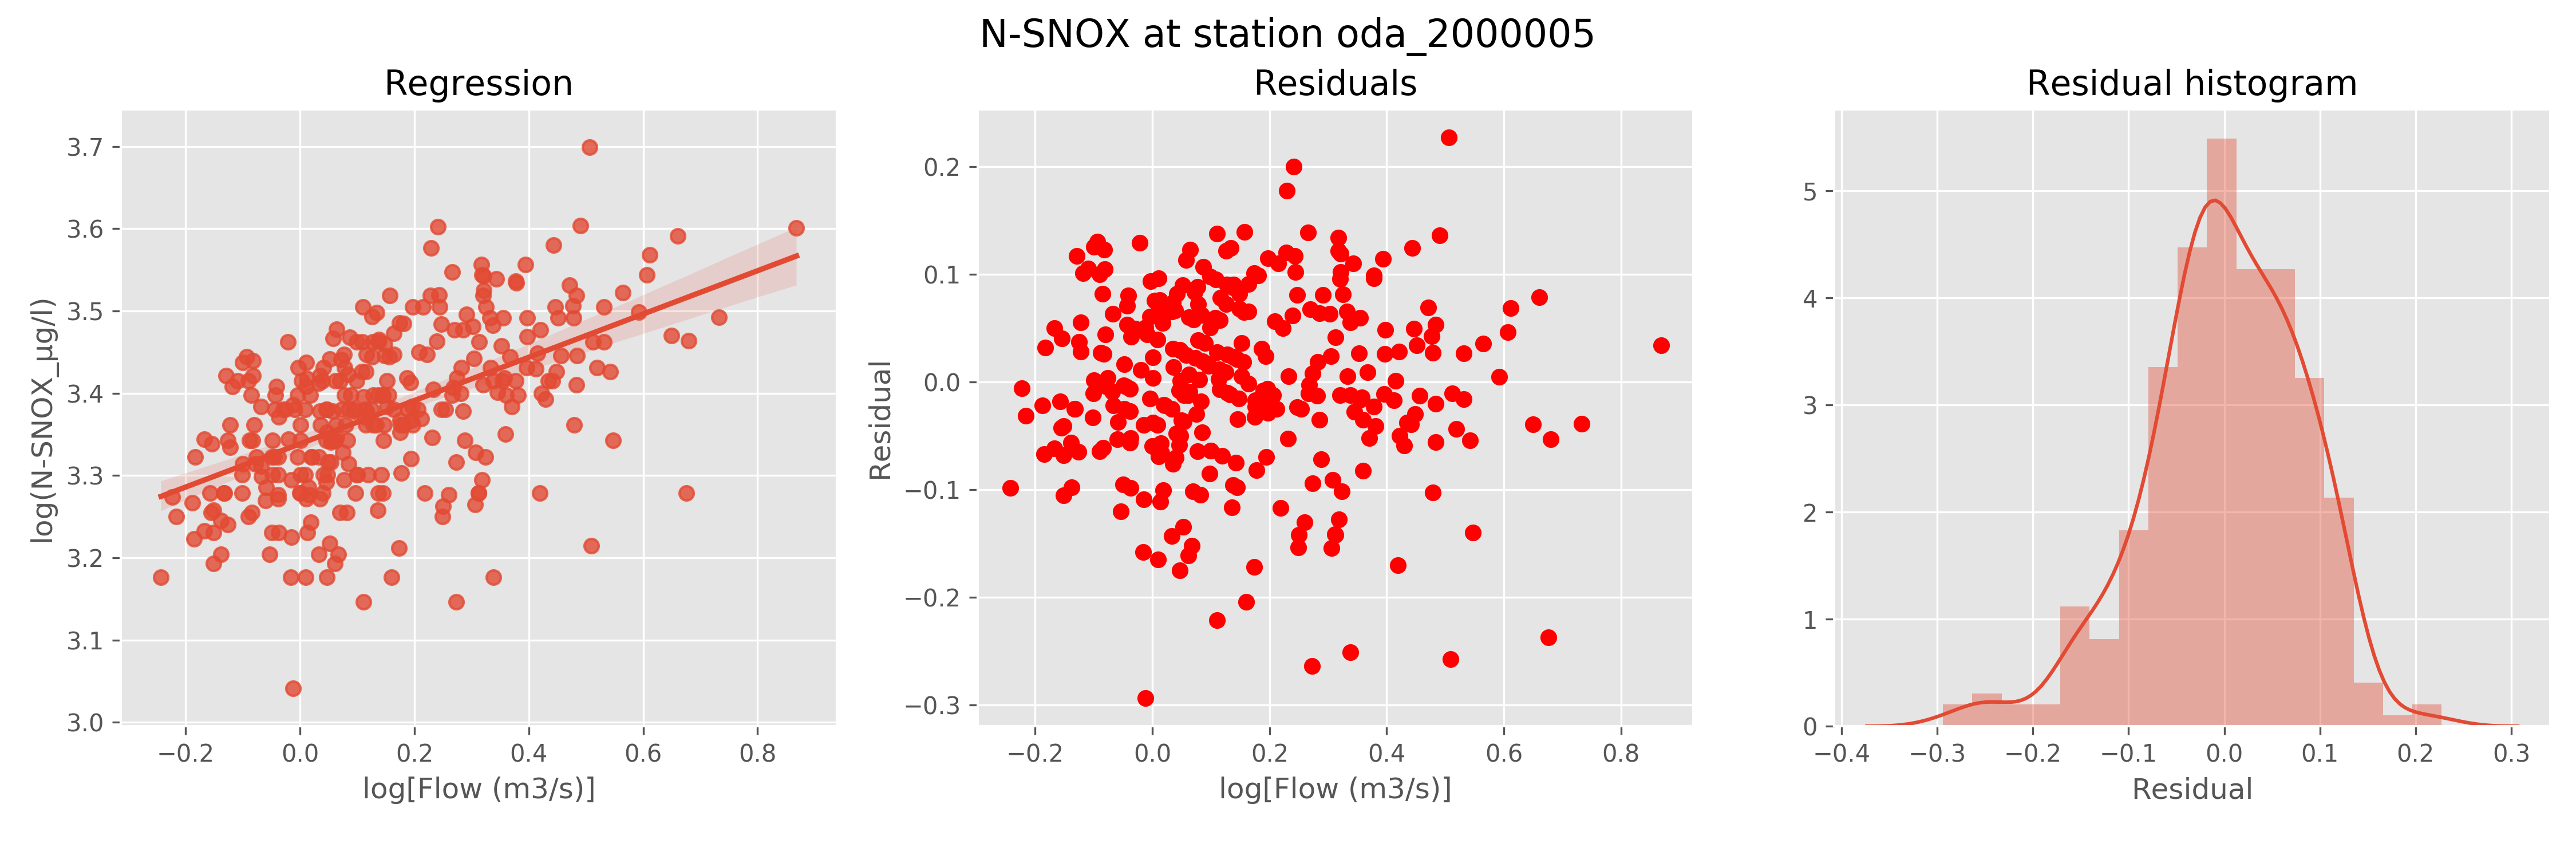 N-SNOX at station oda_2000005
Regression
Residuals
Residual histogram
log(N-SNOX_µg/l)
3.7
3.6
3.5
3.4
3.3
3.2
3.1
3.0
−0.2 0.0 0.2 0.4 0.6 0.8
log[Flow (m3/s)]
Residual
0.2
0.1
0.0
−0.1
−0.2
−0.3
−0.2 0.0 0.2 0.4 0.6 0.8
log[Flow (m3/s)]
5
4
3
2
1
0
−0.4 −0.3 −0.2 −0.1 0.0 0.1 0.2 0.3
Residual